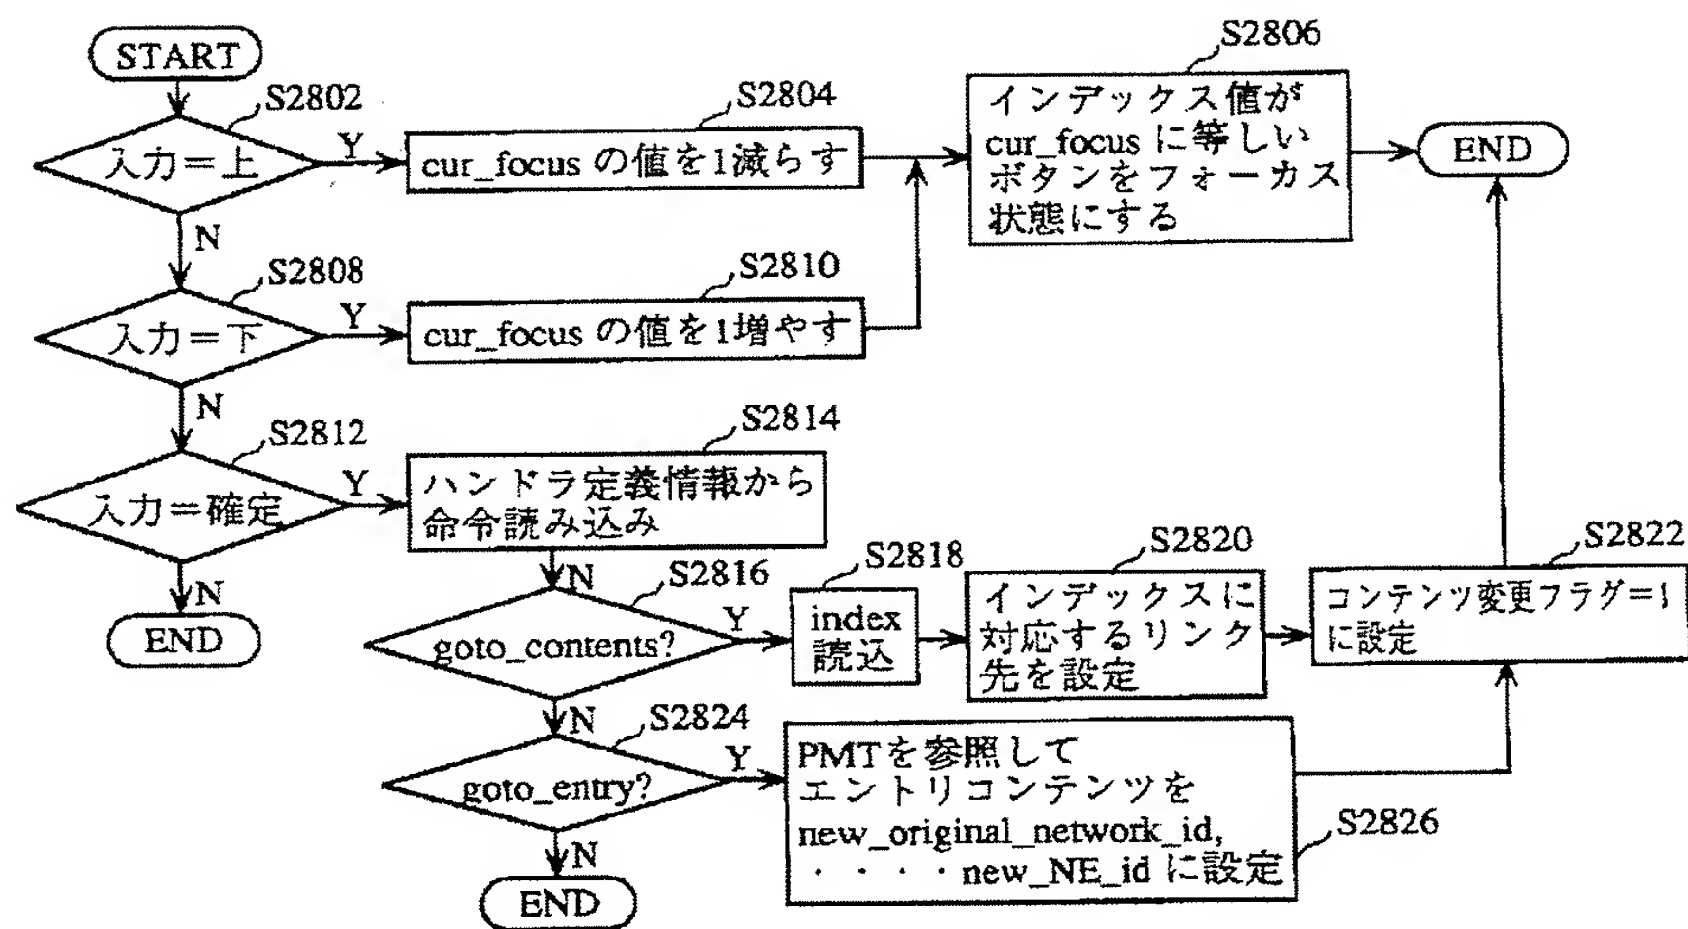 START
S2802
入力＝上
Y
N
S2804
cur_focus の値を1減らす
S2806
インデックス値が
cur_focus に等しい
ボタンをフォーカス
状態にする
END
S2808
入力＝下
Y
N
S2810
cur_focus の値を1増やす
S2812
入力＝確定
Y
N
END
S2814
ハンドラ定義情報から
命令読み込み
N
S2816
goto_contents?
Y
N
S2818
index
読込
S2820
インデックスに
対応するリンク
先を設定
S2822
コンテンツ変更フラグ＝1
に設定
S2824
goto_entry?
Y
N
END
PMTを参照して
エントリコンテンツを
new_original_network_id,
・・・・new_NE_id に設定
S2826